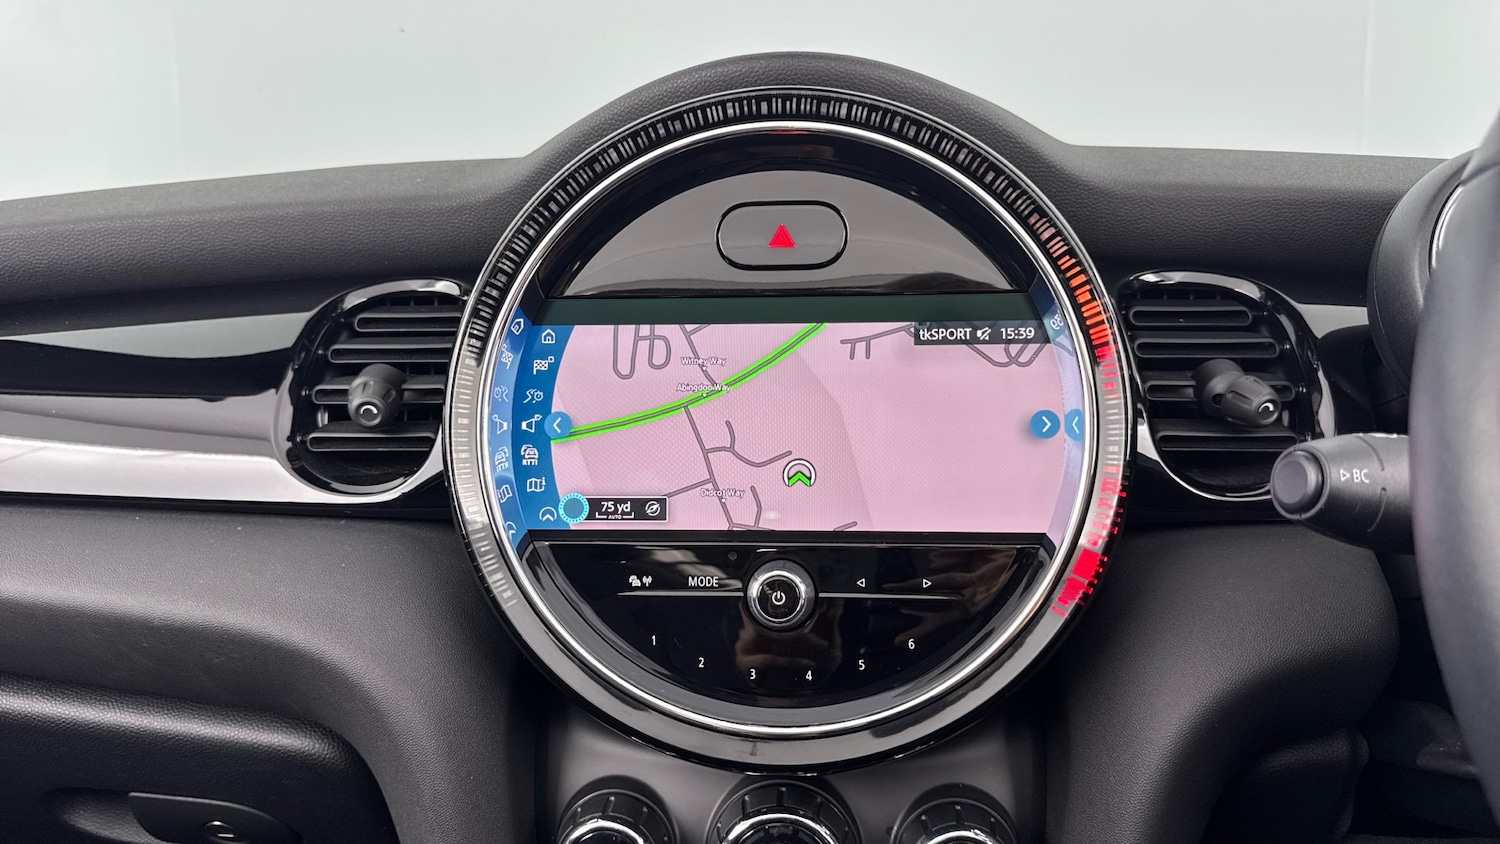 tkSPORT 15:39
Witney Way
Abingdon Way
BC
RTTI
Didcot Way
75 yd
AUTO
MODE
1
2
3
4
5
6